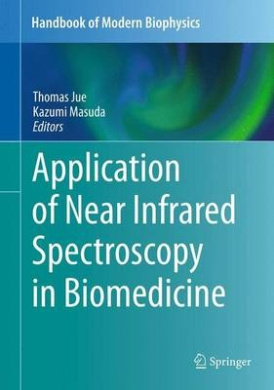 Handbook of Modern Biophysics
Thomas Jue
Kazumi Masuda
Editors
Application
of Near Infrared
Spectroscopy
in Biomedicine
Springer